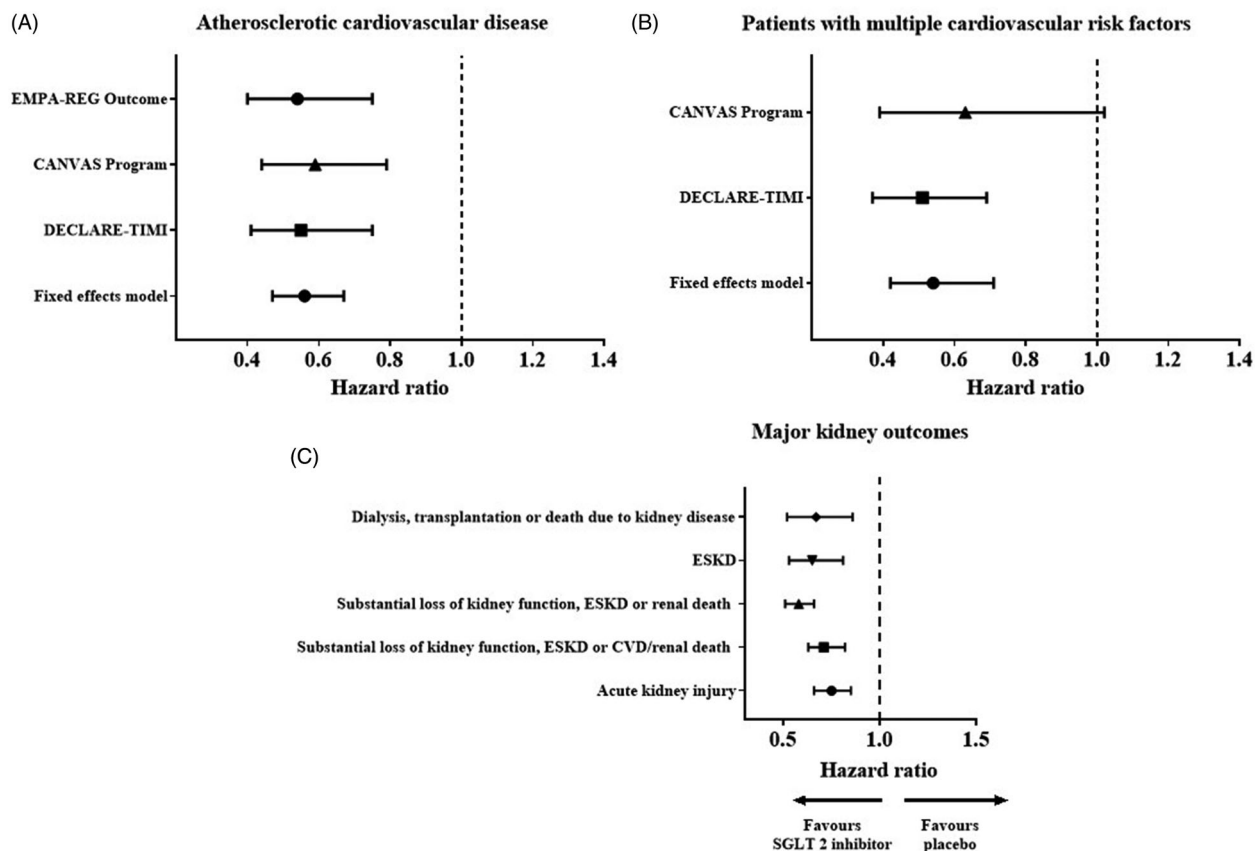 (A)
Atherosclerotic cardiovascular disease
EMPA-REG Outcome
CANVAS Program
DECLARE-TIMI
Fixed effects model
0.4 0.6 0.8 1.0 1.2 1.4
Hazard ratio
(B)
Patients with multiple cardiovascular risk factors
CANVAS Program
DECLARE-TIMI
Fixed effects model
0.4 0.6 0.8 1.0 1.2 1.4
Hazard ratio
(C)
Major kidney outcomes
Dialysis, transplantation or death due to kidney disease
ESKD
Substantial loss of kidney function, ESKD or renal death
Substantial loss of kidney function, ESKD or CVD/renal death
Acute kidney injury
0.5 1.0 1.5
Hazard ratio
Favours
SGLT 2 inhibitor
Favours
placebo